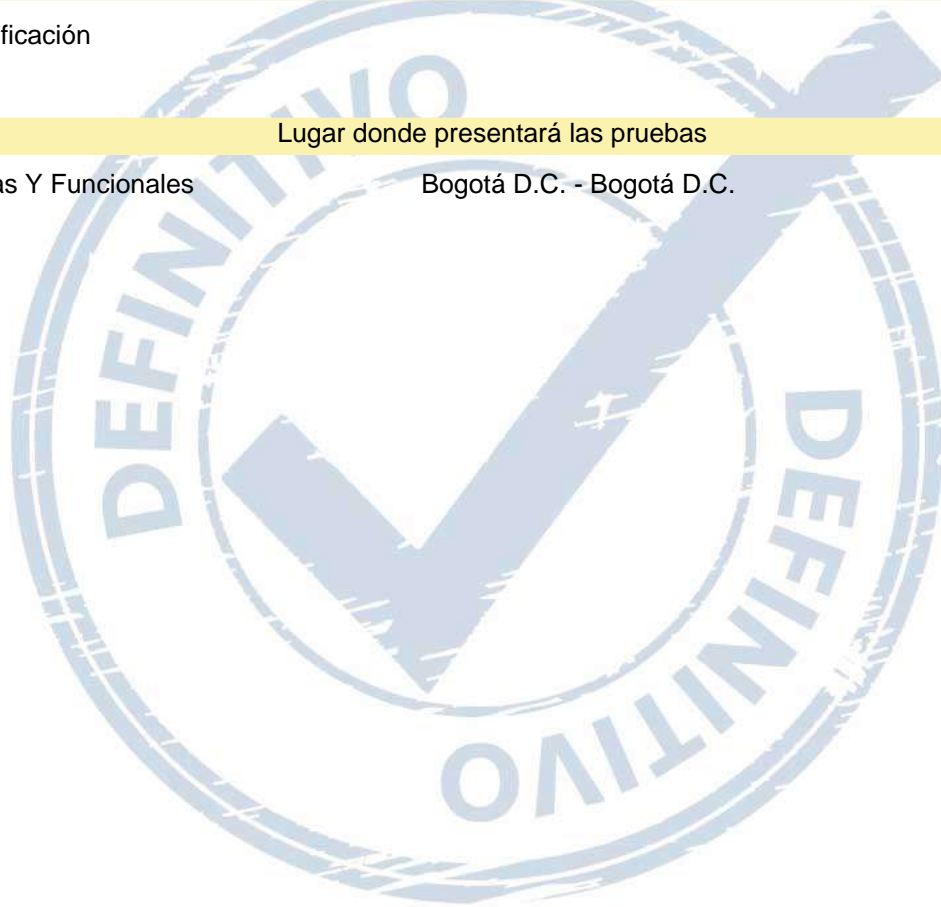 ficación
Lugar donde presentará las pruebas
as Y Funcionales Bogotá D.C. - Bogotá D.C.
DEFINITIVO
DEFINITIVO